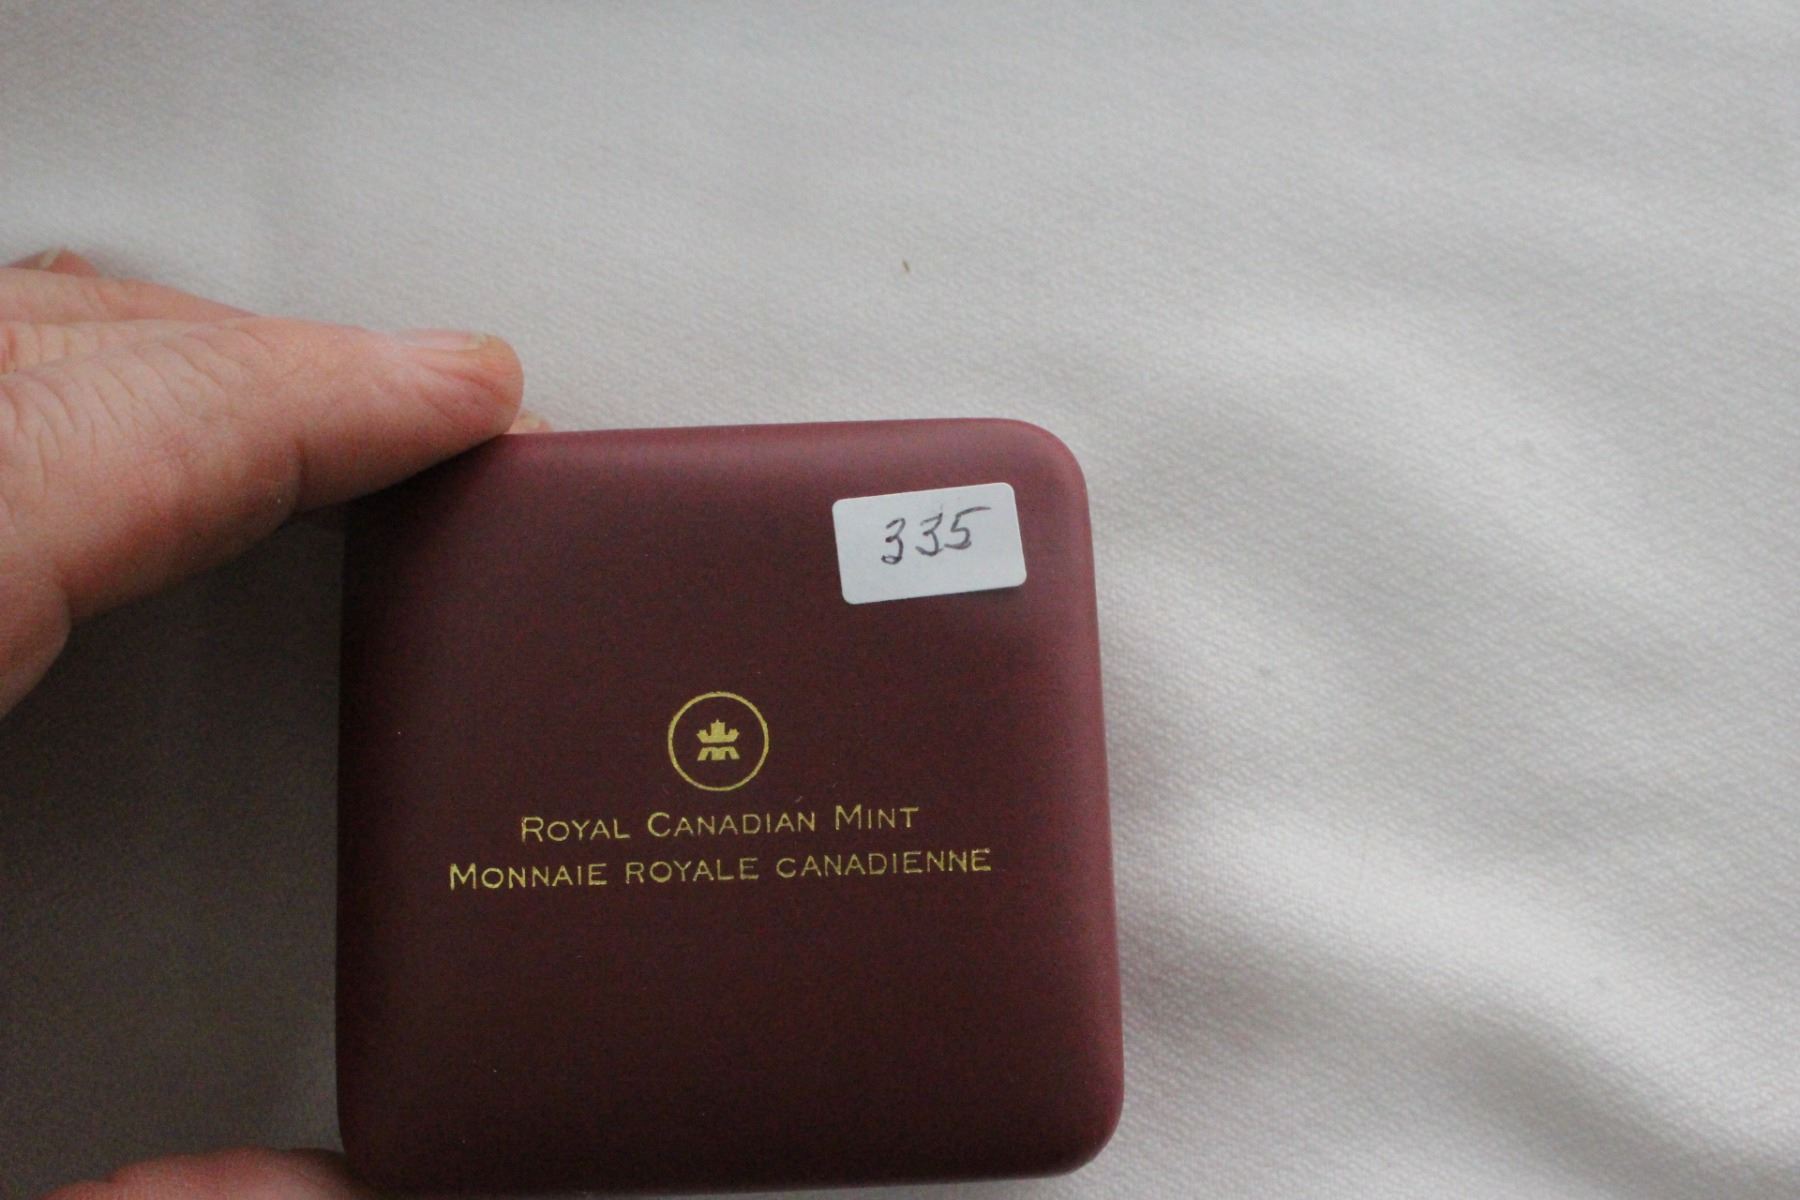 335
ROYAL CANADIAN MINT
MONNAIE ROYALE CANADIENNE